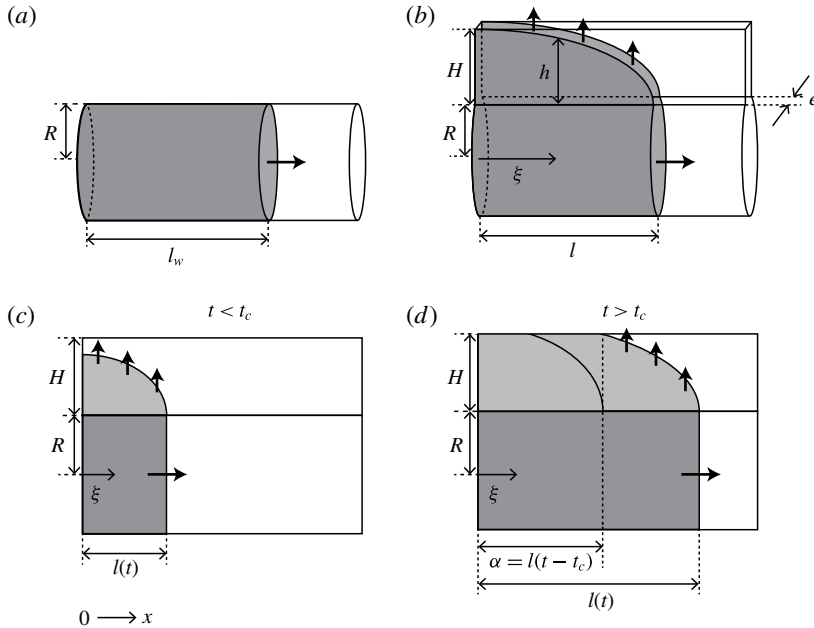 (a)
R
l_w
(b)
H
h
e
R
ξ
l
(c)
t < t_c
H
R
ξ
l(t)
0 x
(d)
t > t_c
H
R
ξ
α = l(t − t_c)
l(t)